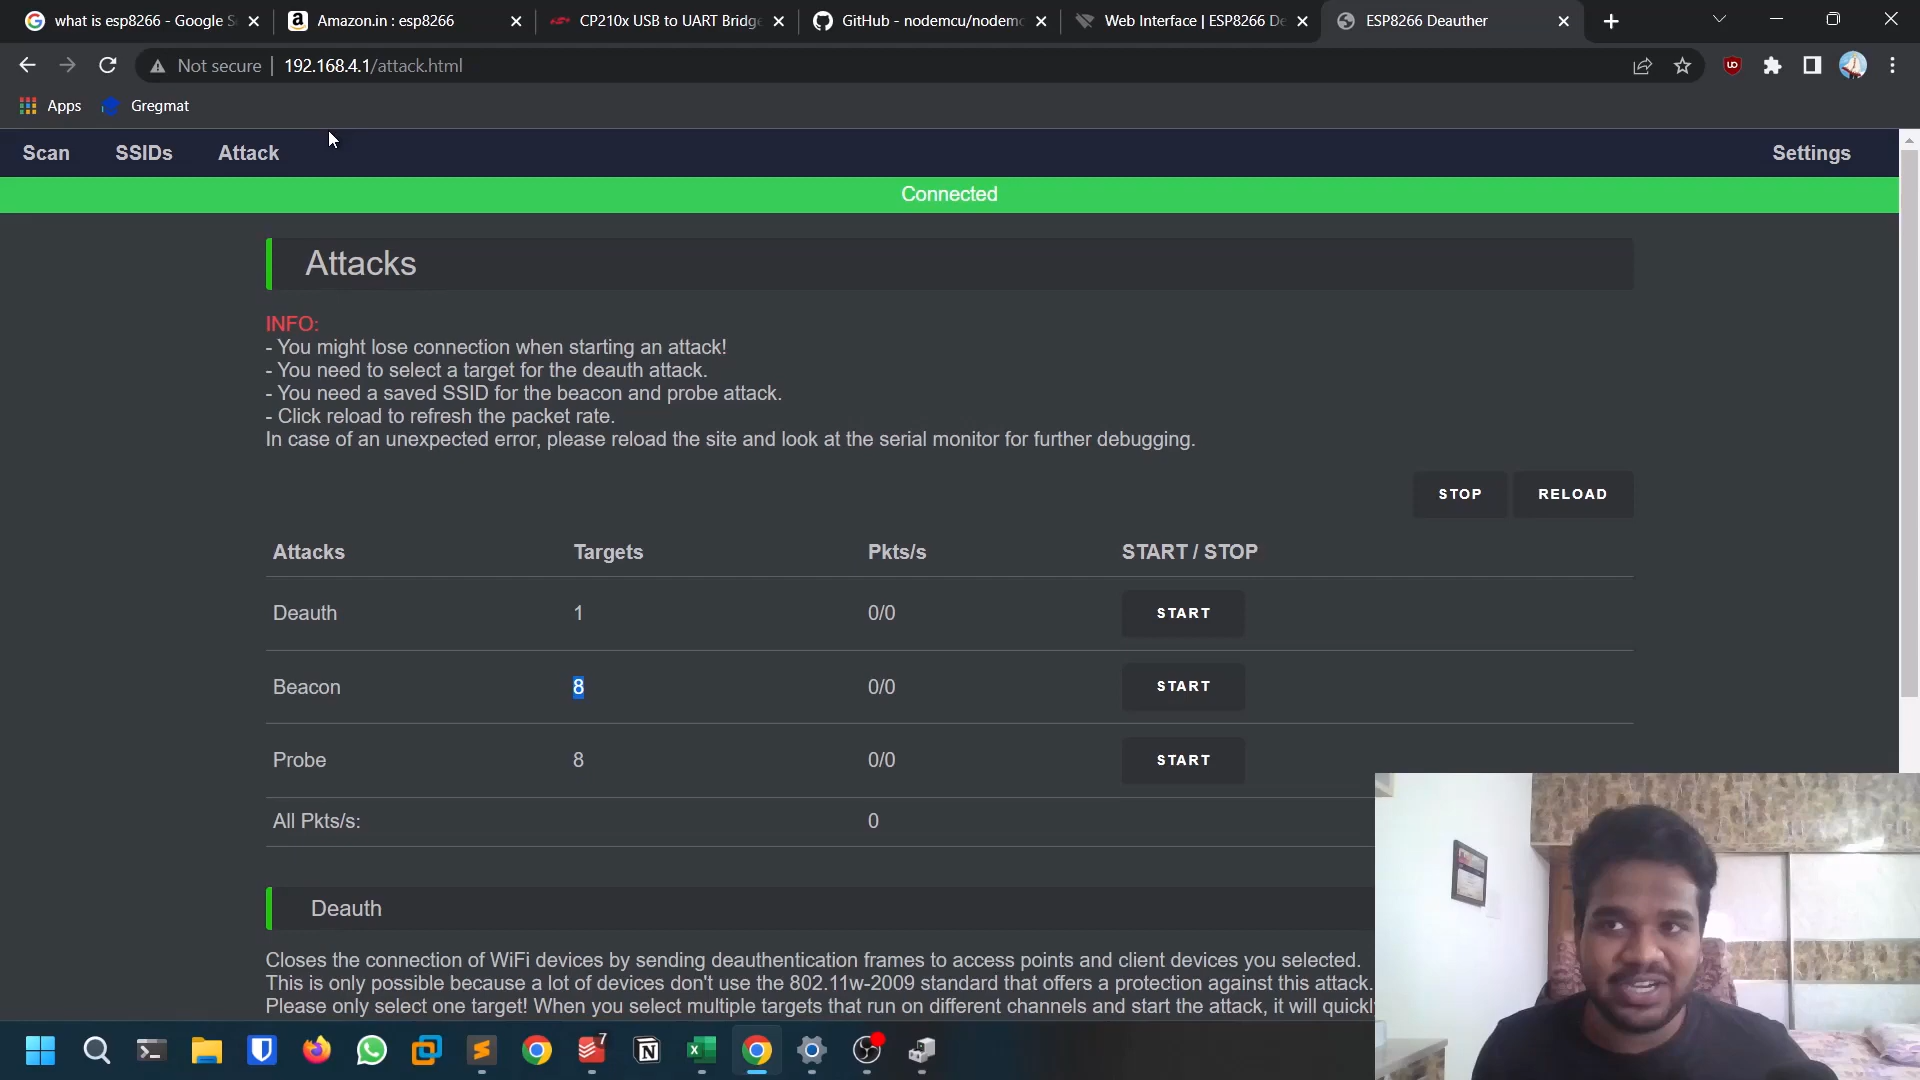 what is esp8266 - Google S
Amazon.in : esp8266
CP210x USB to UART Bridge
GitHub - nodemcu/nodemc
Web Interface | ESP8266 De
ESP8266 Deauther
Not secure
192.168.4.1/attack.html
Apps
Gregmat
Scan
SSIDs
Attack
Settings
Connected
Attacks
INFO:
- You might lose connection when starting an attack!
- You need to select a target for the deauth attack.
- You need a saved SSID for the beacon and probe attack.
- Click reload to refresh the packet rate.
In case of an unexpected error, please reload the site and look at the serial monitor for further debugging.
STOP
RELOAD
Attacks Targets Pkts/s START / STOP
Deauth 1 0/0 START
Beacon 8 0/0 START
Probe 8 0/0 START
All Pkts/s: 0
Deauth
Closes the connection of WiFi devices by sending deauthentication frames to access points and client devices you selected.
This is only possible because a lot of devices don't use the 802.11w-2009 standard that offers a protection against this attack.
Please only select one target! When you select multiple targets that run on different channels and start the attack, it will quickly
7